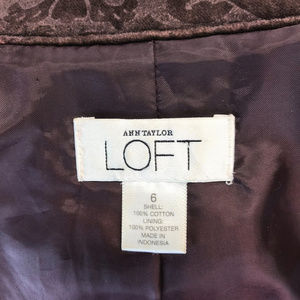 ANN TAYLOR
LOFT
6
SHELL:
100% COTTON
LINING:
100% POLYESTER
MADE IN
INDONESIA